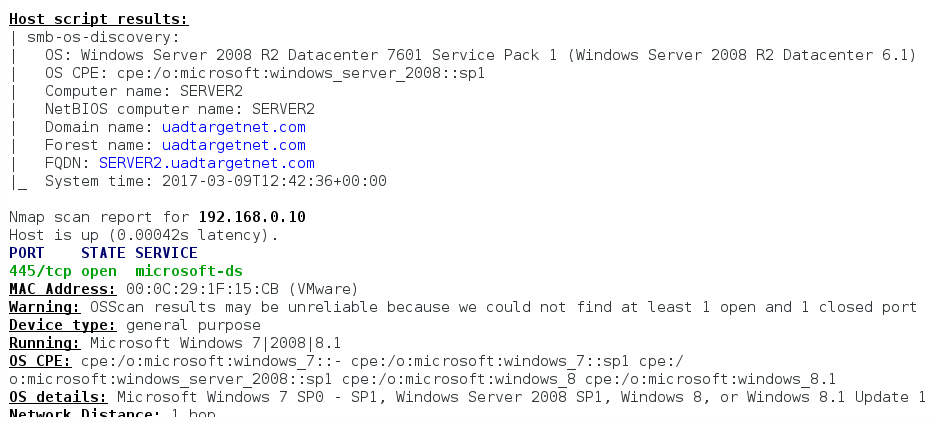 Host script results:
| smb-os-discovery:
|   OS: Windows Server 2008 R2 Datacenter 7601 Service Pack 1 (Windows Server 2008 R2 Datacenter 6.1)
|   OS CPE: cpe:/o:microsoft:windows_server_2008::sp1
|   Computer name: SERVER2
|   NetBIOS computer name: SERVER2
|   Domain name: uadtargetnet.com
|   Forest name: uadtargetnet.com
|   FQDN: SERVER2.uadtargetnet.com
|_  System time: 2017-03-09T12:42:36+00:00
Nmap scan report for 192.168.0.10
Host is up (0.00042s latency).
PORT    STATE SERVICE
445/tcp open  microsoft-ds
MAC Address: 00:0C:29:1F:15:CB (VMware)
Warning: OSScan results may be unreliable because we could not find at least 1 open and 1 closed port
Device type: general purpose
Running: Microsoft Windows 7|2008|8.1
OS CPE: cpe:/o:microsoft:windows_7::- cpe:/o:microsoft:windows_7::sp1 cpe:/
o:microsoft:windows_server_2008::sp1 cpe:/o:microsoft:windows_8 cpe:/o:microsoft:windows_8.1
OS details: Microsoft Windows 7 SP0 - SP1, Windows Server 2008 SP1, Windows 8, or Windows 8.1 Update 1
Network Distance: 1 hop